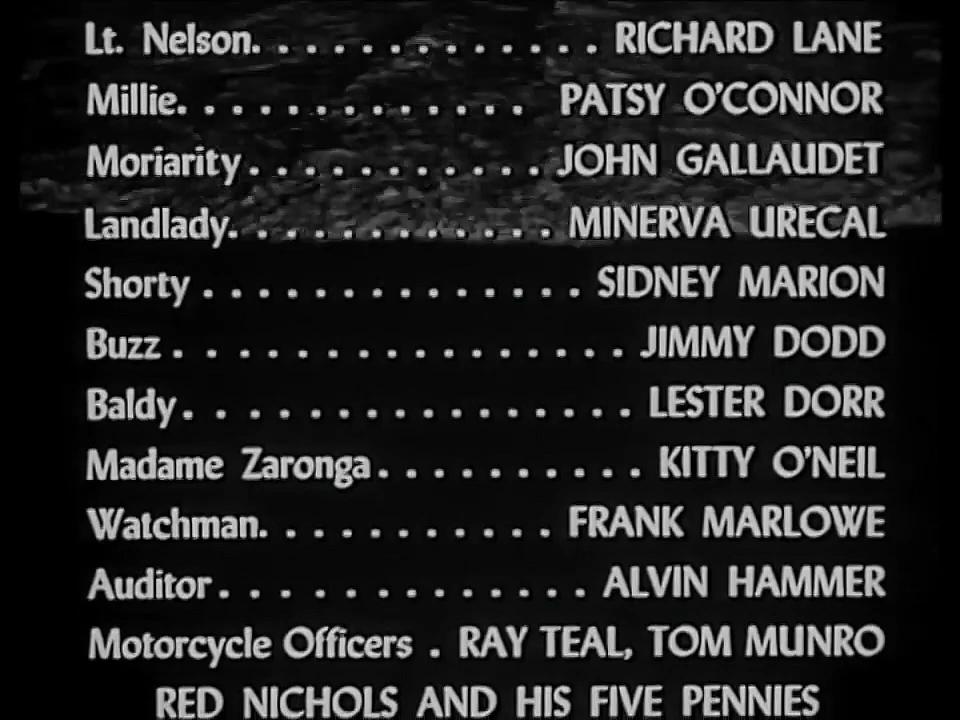 Lt. Nelson. . . . . . . . . . . . . . RICHARD LANE
Millie. . . . . . . . . . . . . PATSY O'CONNOR
Moriarity . . . . . . . . . . . JOHN GALLAUDET
Landlady. . . . . . . . . . . . MINERVA URECAL
Shorty . . . . . . . . . . . . . . SIDNEY MARION
Buzz . . . . . . . . . . . . . . . . . JIMMY DODD
Baldy . . . . . . . . . . . . . . . . . LESTER DORR
Madame Zaronga . . . . . . . . . . KITTY O'NEIL
Watchman. . . . . . . . . . . . FRANK MARLOWE
Auditor . . . . . . . . . . . . . . ALVIN HAMMER
Motorcycle Officers . RAY TEAL, TOM MUNRO
RED NICHOLS AND HIS FIVE PENNIES